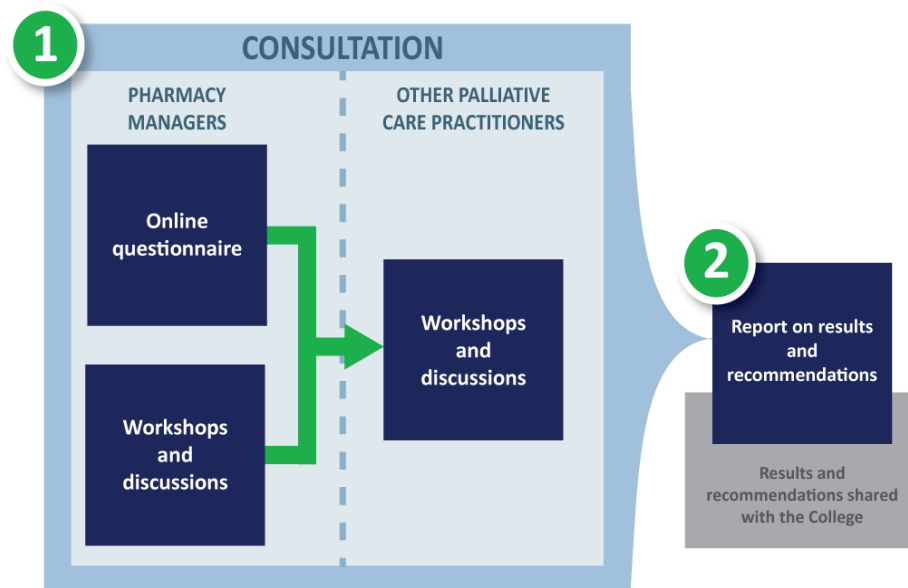 1
CONSULTATION
PHARMACY
MANAGERS
Online
questionnaire
Workshops
and
discussions
OTHER PALLIATIVE
CARE PRACTITIONERS
Workshops
and
discussions
2
Report on results
and
recommendations
Results and
recommendations shared
with the College